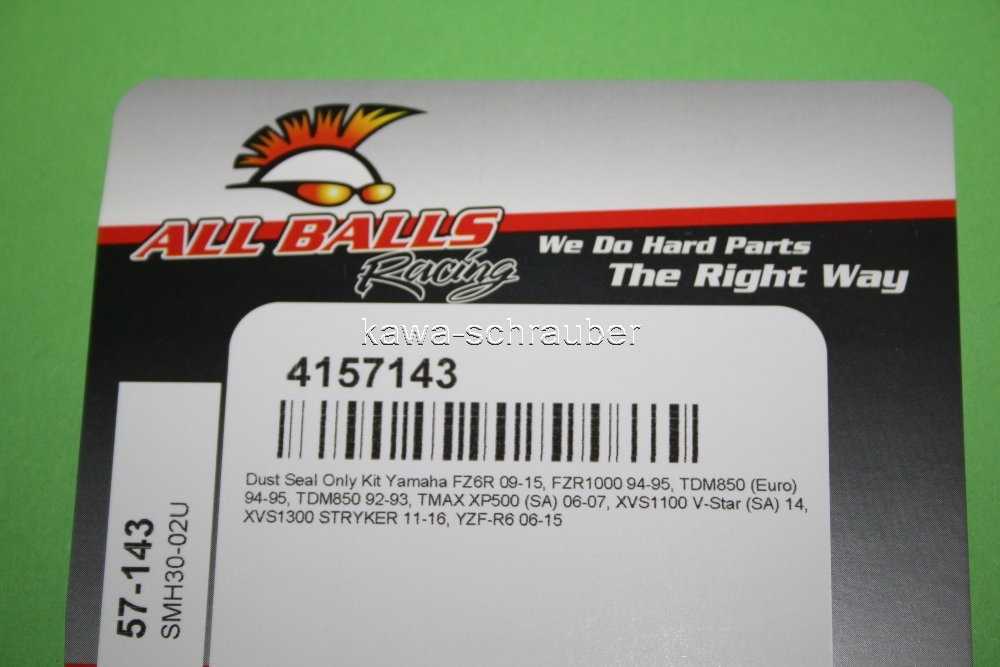 ALL BALLS
Racing
We Do Hard Parts
The Right Way
kawa-schrauber
4157143
Dust Seal Only Kit Yamaha FZ6R 09-15, FZR1000 94-95, TDM850 (Euro)
94-95, TDM850 92-93, TMAX XP500 (SA) 06-07, XVS1100 V-Star (SA) 14,
XVS1300 STRYKER 11-16, YZF-R6 06-15
57-143
SMH30-02U